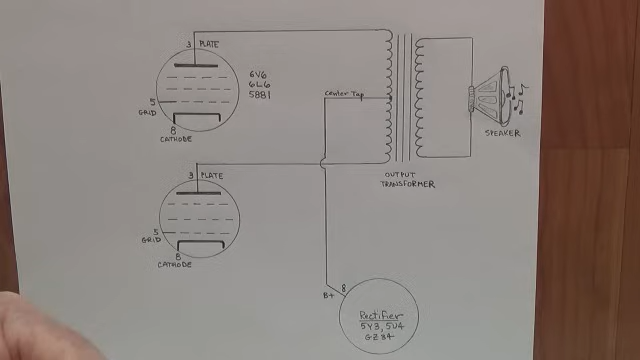 3 PLATE
6V6
6L6
5881
5
GRID
8
CATHODE
Center Tap
SPEAKER
OUTPUT
TRANSFORMER
3 PLATE
5
GRID
8
CATHODE
8
B+
Rectifier
5Y3, 5U4
GZ34